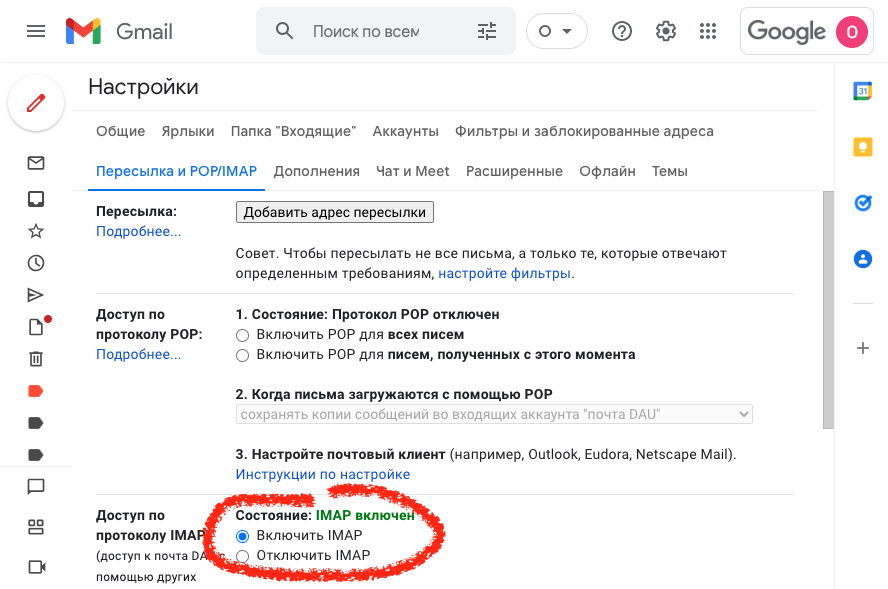 Gmail
Поиск по всем
Google
O
Настройки
31
Общие Ярлыки Папка "Входящие" Аккаунты Фильтры и заблокированные адреса
Пересылка и POP/IMAP Дополнения Чат и Meet Расширенные Офлайн Темы
Пересылка: Добавить адрес пересылки
Подробнее...
Совет. Чтобы пересылать не все письма, а только те, которые отвечают
определенным требованиям, настройте фильтры.
Доступ по 1. Состояние: Протокол POP отключен
протоколу POP: Включить POP для всех писем
Подробнее... Включить POP для писем, полученных с этого момента
2. Когда письма загружаются с помощью POP
сохранять копии сообщений во входящих аккаунта "почта DAU"
3. Настройте почтовый клиент (например, Outlook, Eudora, Netscape Mail).
Инструкции по настройке
Доступ по Состояние: IMAP включен
протоколу IMAP Включить IMAP
(доступ к почта DAU с Отключить IMAP
помощью других